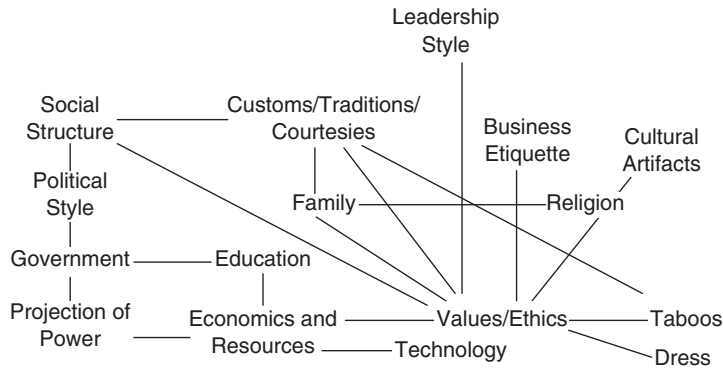 Leadership
Style
Social
Structure
Customs/Traditions/
Courtesies
Business
Etiquette
Cultural
Artifacts
Political
Style
Family
Religion
Government
Education
Projection of
Power
Economics and
Resources
Values/Ethics
Taboos
Technology
Dress